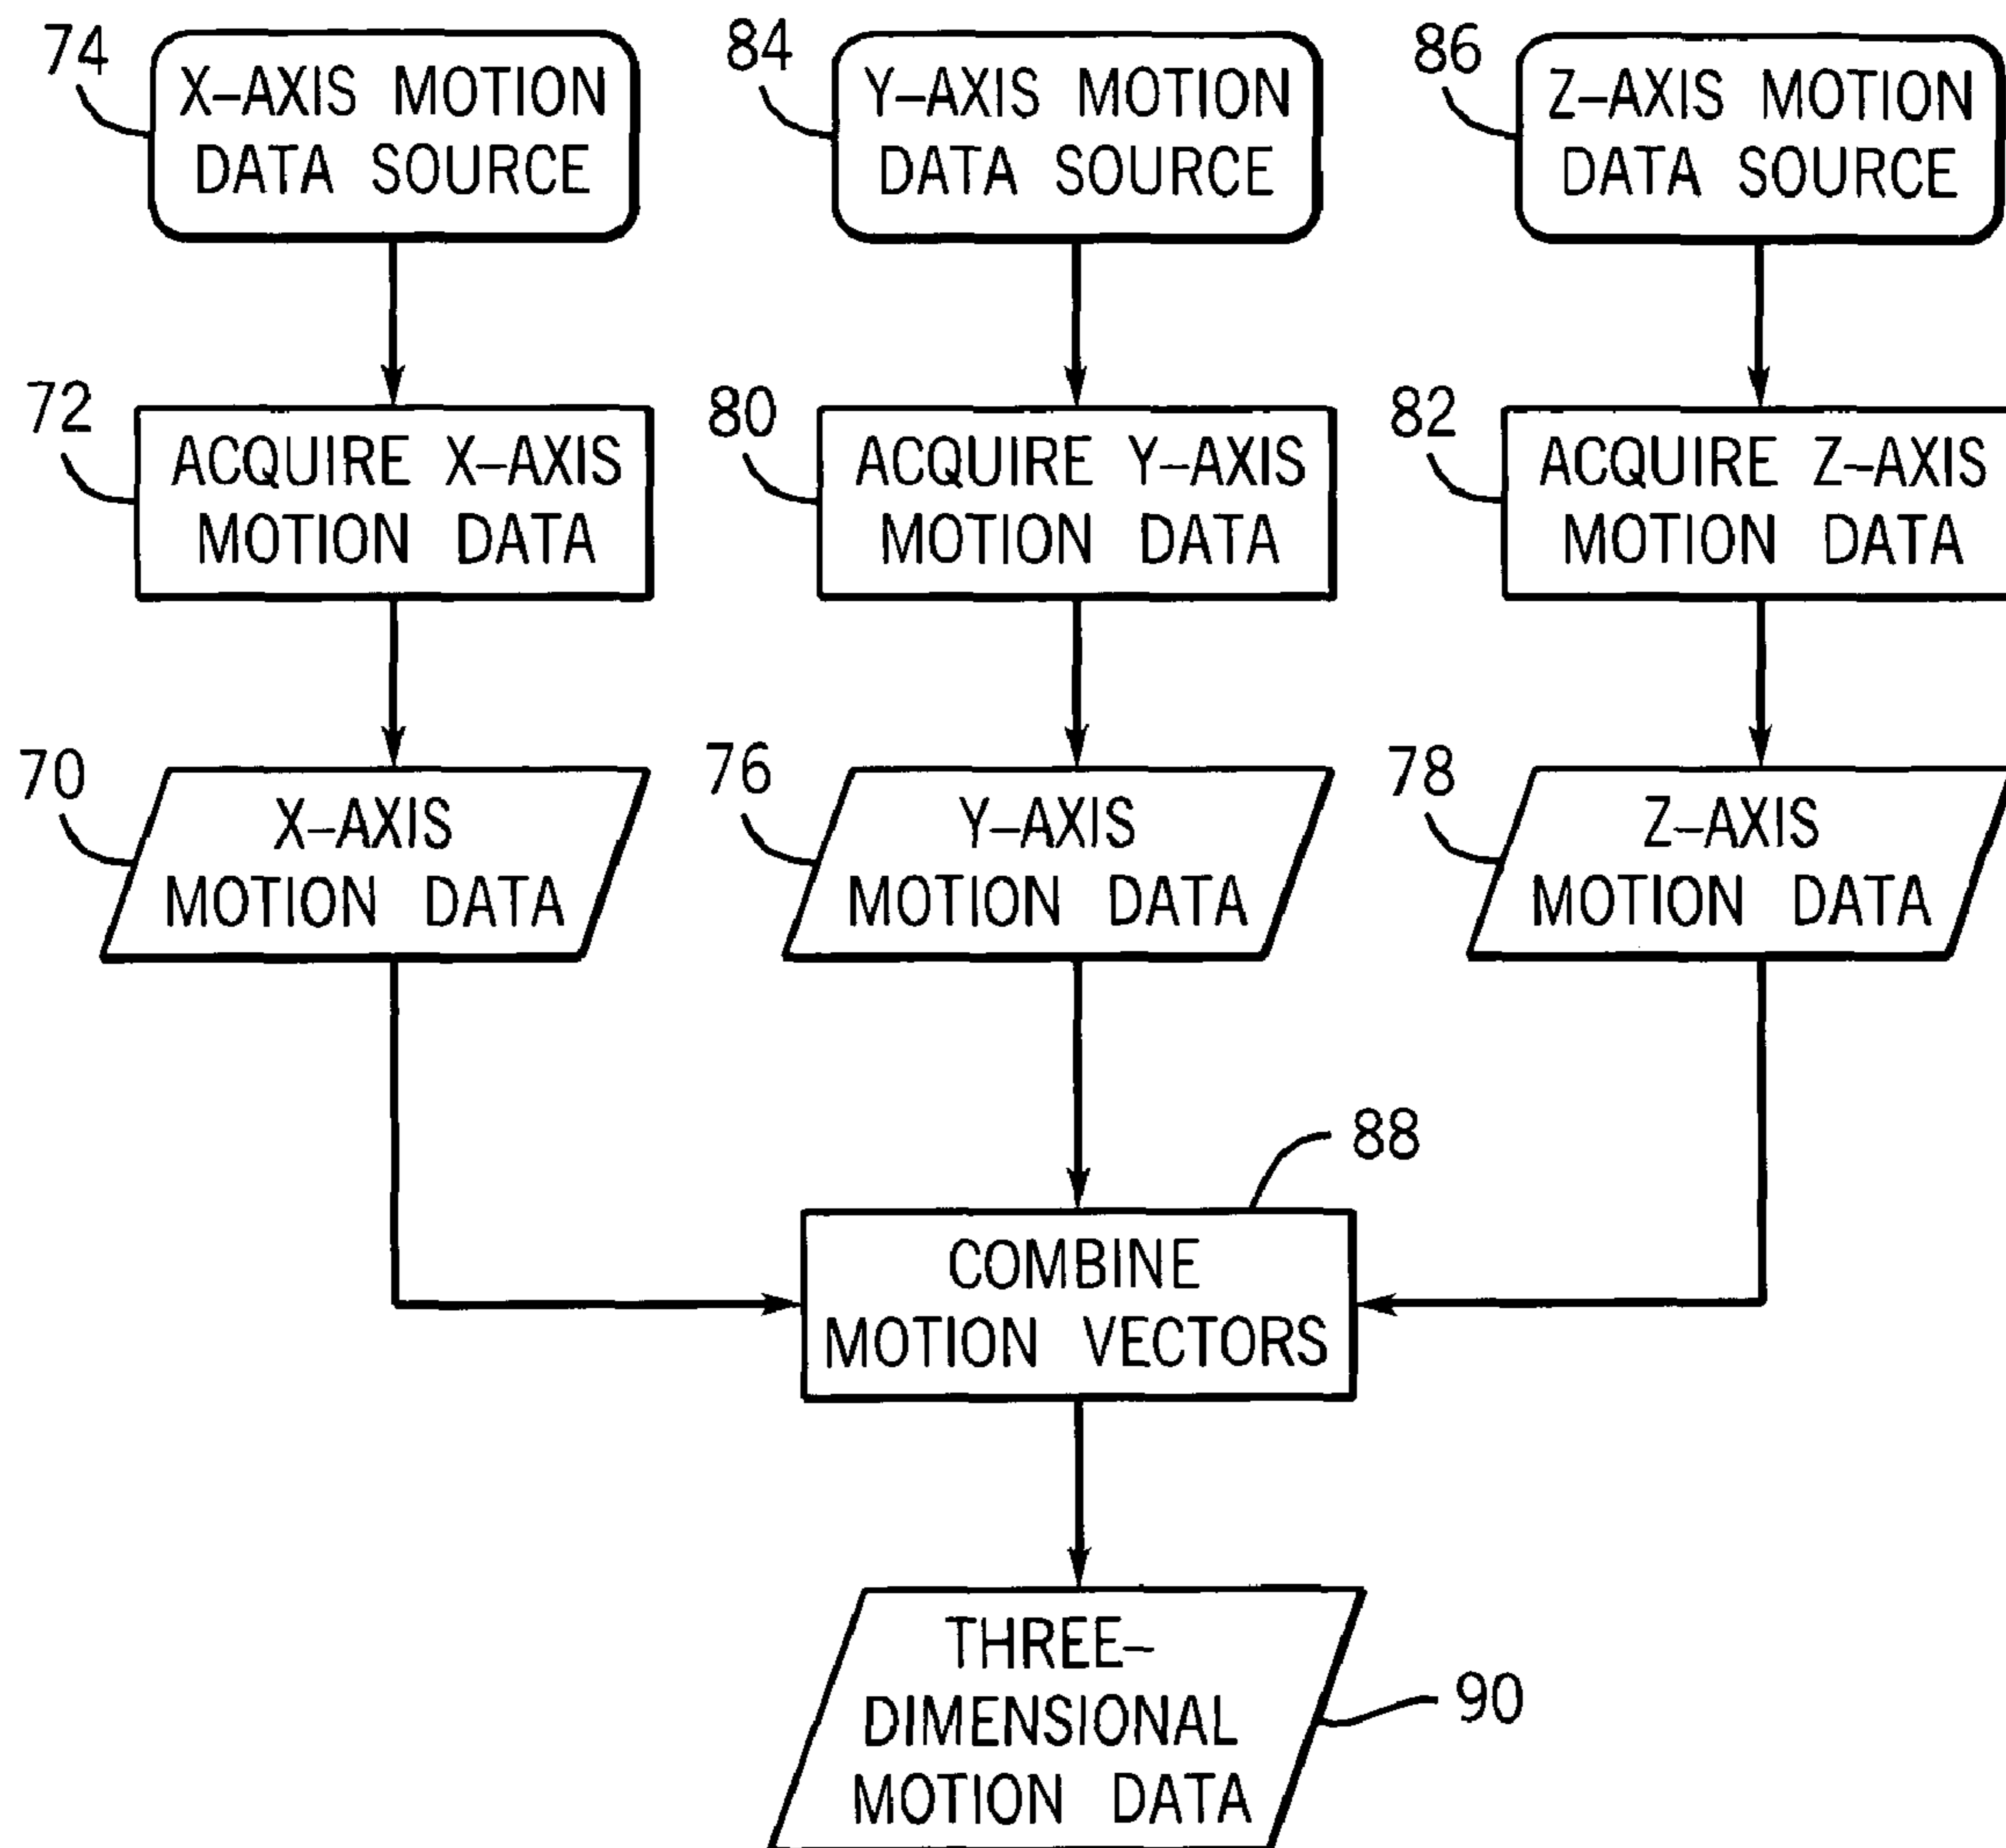 74
X–AXIS MOTION
DATA SOURCE
84
Y–AXIS MOTION
DATA SOURCE
86
Z–AXIS MOTION
DATA SOURCE
72
ACQUIRE X–AXIS
MOTION DATA
80
ACQUIRE Y–AXIS
MOTION DATA
82
ACQUIRE Z–AXIS
MOTION DATA
70
X–AXIS
MOTION DATA
76
Y–AXIS
MOTION DATA
78
Z–AXIS
MOTION DATA
88
COMBINE
MOTION VECTORS
THREE–
DIMENSIONAL
MOTION DATA
90